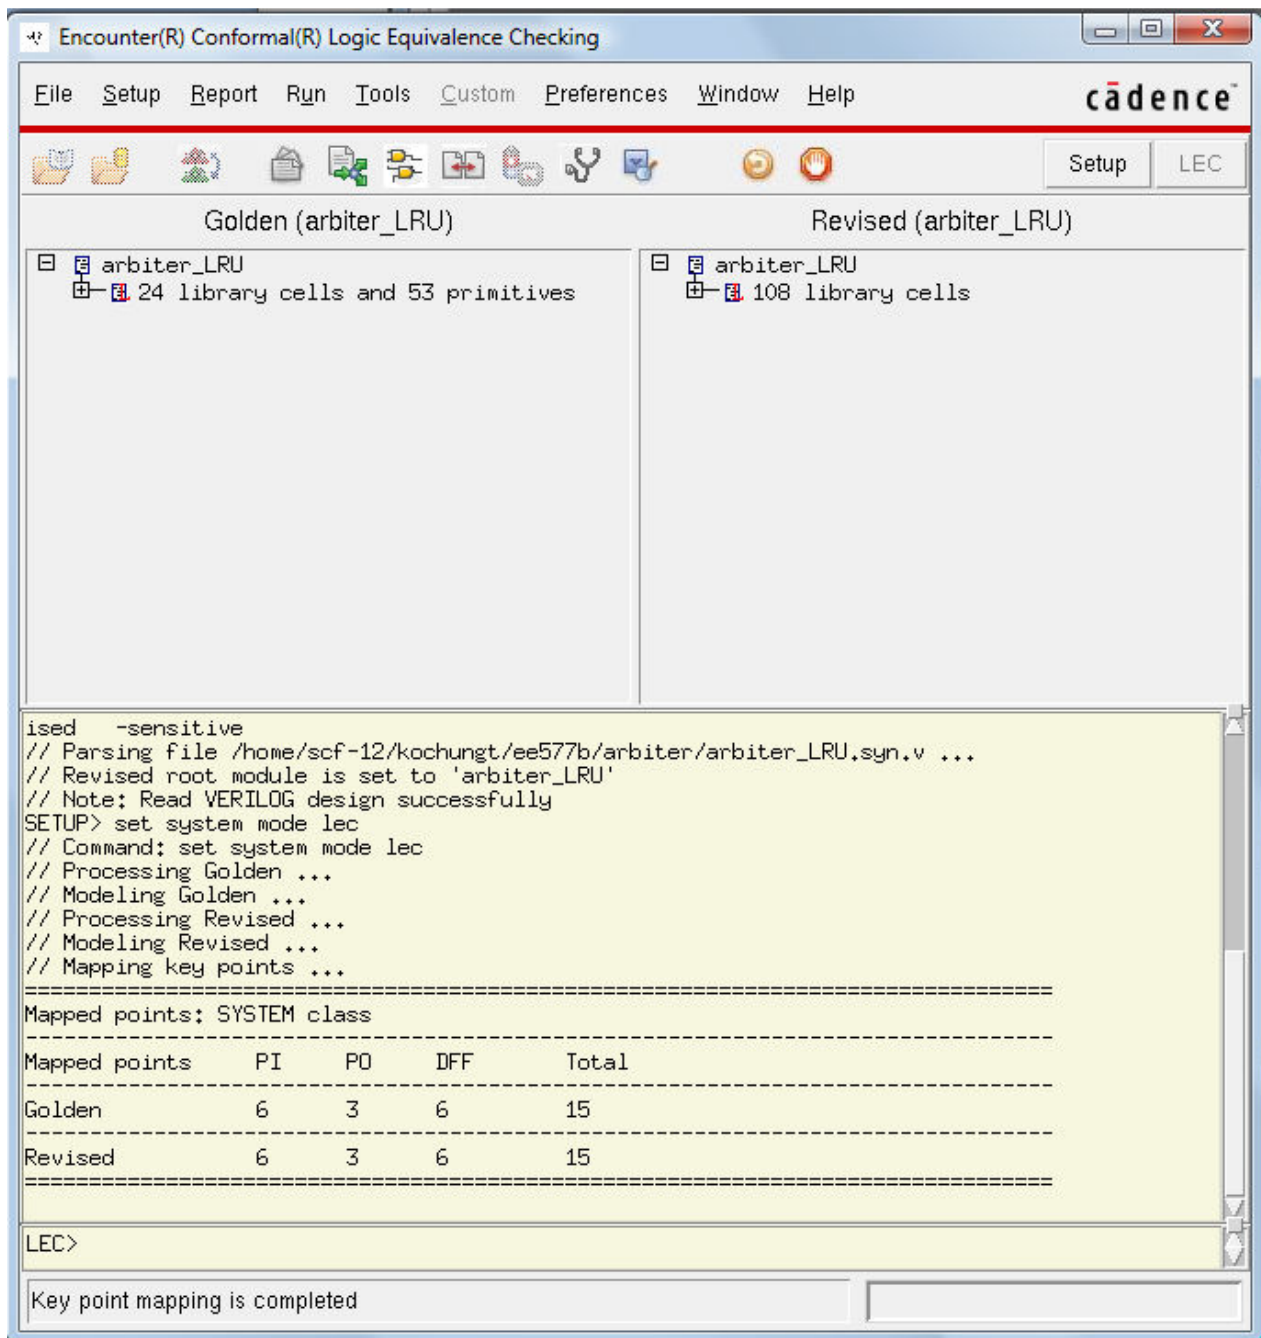 Encounter(R) Conformal(R) Logic Equivalence Checking
File Setup Report Run Tools Custom Preferences Window Help cādence™
Setup LEC
Golden (arbiter_LRU) Revised (arbiter_LRU)
arbiter_LRU arbiter_LRU
24 library cells and 53 primitives 108 library cells
ised -sensitive
// Parsing file /home/scf-12/kochungt/ee577b/arbiter/arbiter_LRU.syn.v ...
// Revised root module is set to 'arbiter_LRU'
// Note: Read VERILOG design successfully
SETUP> set system mode lec
// Command: set system mode lec
// Processing Golden ...
// Modeling Golden ...
// Processing Revised ...
// Modeling Revised ...
// Mapping key points ...
================================================================================
Mapped points: SYSTEM class
--------------------------------------------------------------------------------
Mapped points PI PO DFF Total
--------------------------------------------------------------------------------
Golden 6 3 6 15
--------------------------------------------------------------------------------
Revised 6 3 6 15
================================================================================
LEC>
Key point mapping is completed